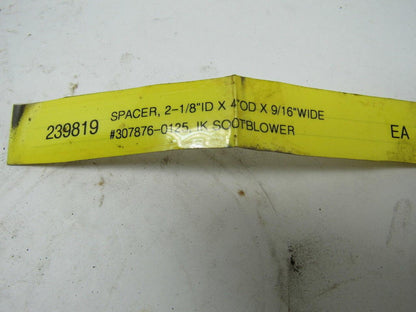 239819
SPACER, 2-1/8"ID X 4"OD X 9/16"WIDE
#307876-0125, IK SOOTBLOWER
EA